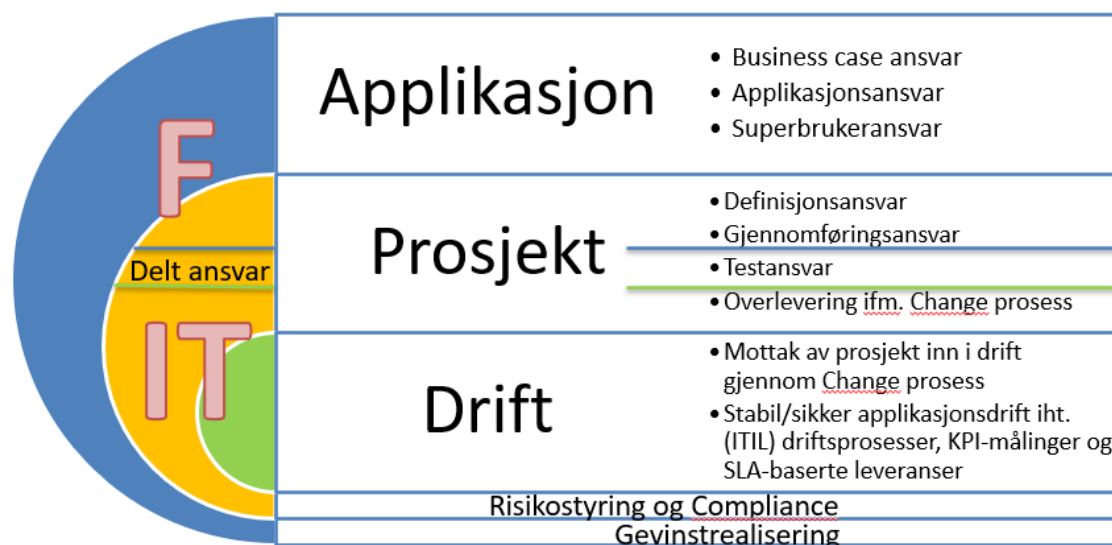 F
Delt ansvar
IT
Applikasjon
• Business case ansvar
• Applikasjonsansvar
• Superbrukeransvar
Prosjekt
• Definisjonsansvar
• Gjennomføringsansvar
• Testansvar
• Overlevering ifm. Change prosess
Drift
• Mottak av prosjekt inn i drift
gjennom Change prosess
• Stabil/sikker applikasjonsdrift iht.
(ITIL) driftsprosesser, KPI-målinger og
SLA-baserte leveranser
Risikostyring og Compliance
Gevinstrealisering